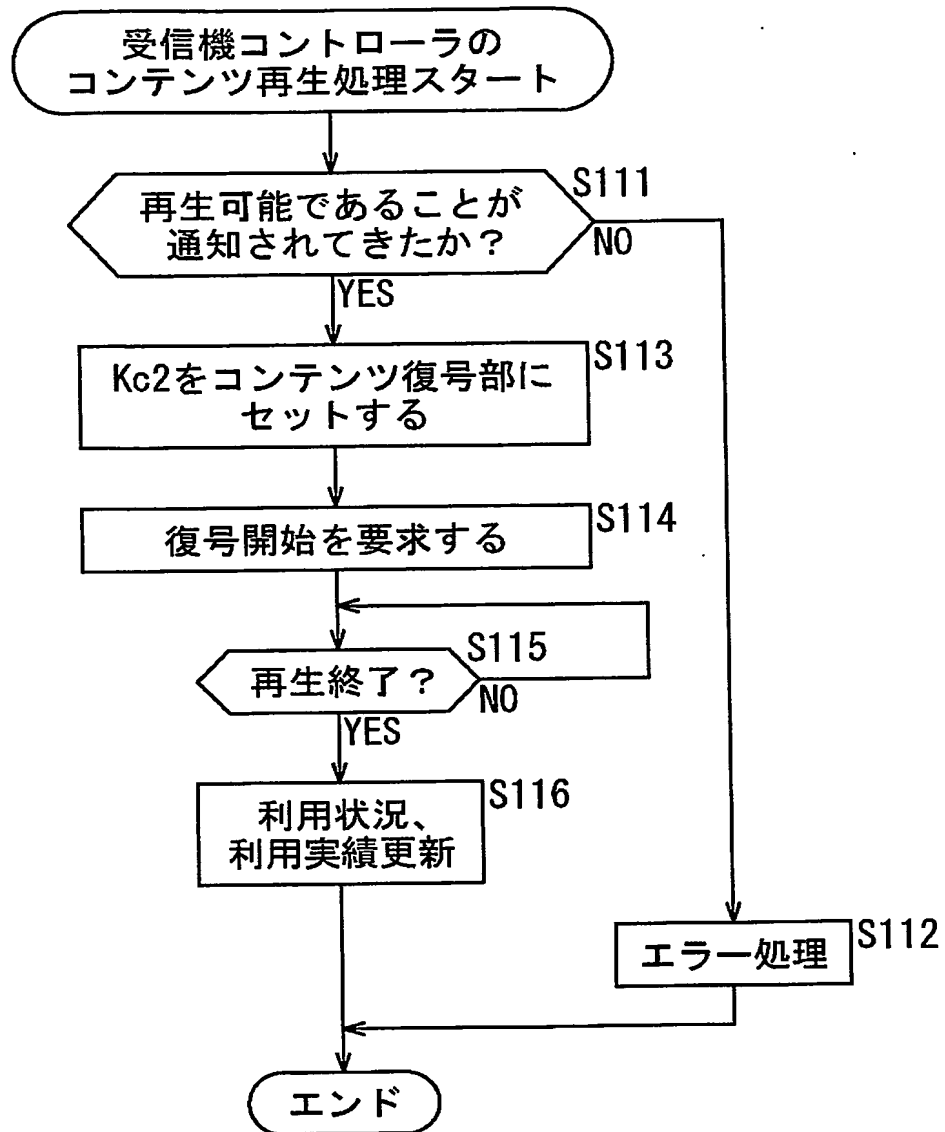 受信機コントローラの
コンテンツ再生処理スタート
S111
再生可能であることが
通知されてきたか？
NO
YES
S113
Kc2をコンテンツ復号部に
セットする
S114
復号開始を要求する
S115
再生終了？
NO
YES
S116
利用状況、
利用実績更新
S112
エラー処理
エンド